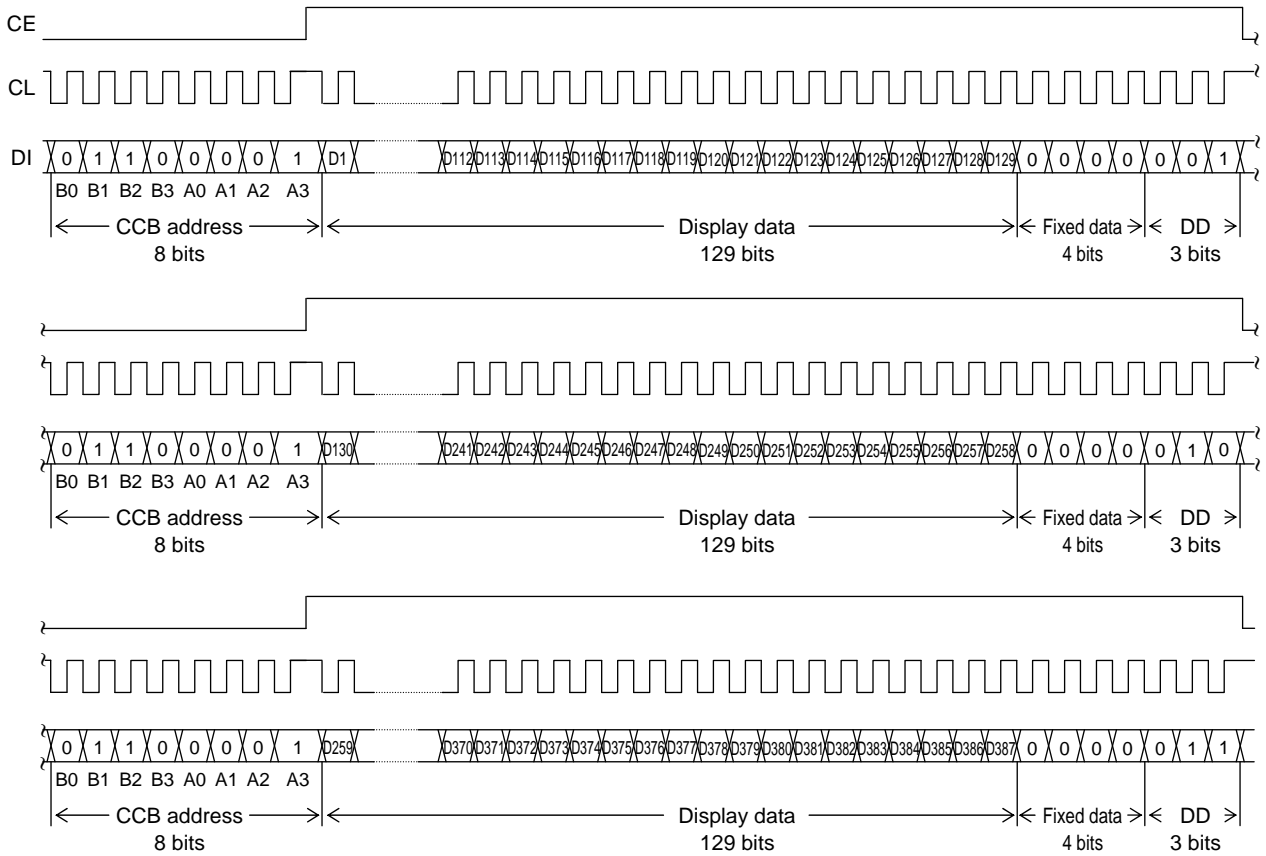 CE
CL
DI 0 1 1 0 0 0 0 1 D1 D112 D113 D114 D115 D116 D117 D118 D119 D120 D121 D122 D123 D124 D125 D126 D127 D128 D129 0 0 0 0 0 0 1
B0 B1 B2 B3 A0 A1 A2 A3
CCB address Display data Fixed data DD
8 bits 129 bits 4 bits 3 bits
0 1 1 0 0 0 0 1 D130 D241 D242 D243 D244 D245 D246 D247 D248 D249 D250 D251 D252 D253 D254 D255 D256 D257 D258 0 0 0 0 0 1 0
B0 B1 B2 B3 A0 A1 A2 A3
CCB address Display data Fixed data DD
8 bits 129 bits 4 bits 3 bits
0 1 1 0 0 0 0 1 D259 D370 D371 D372 D373 D374 D375 D376 D377 D378 D379 D380 D381 D382 D383 D384 D385 D386 D387 0 0 0 0 0 1 1
B0 B1 B2 B3 A0 A1 A2 A3
CCB address Display data Fixed data DD
8 bits 129 bits 4 bits 3 bits